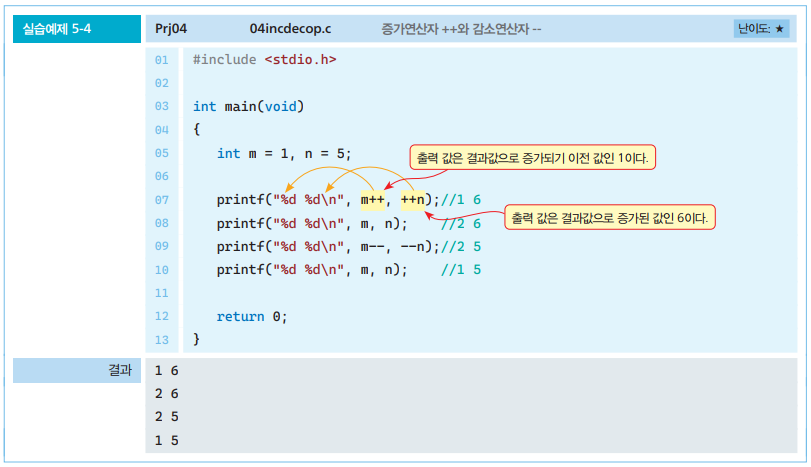 실습예제 5-4 Prj04 04incdecop.c 증가연산자 ++와 감소연산자 -- 난이도: ★
01 #include <stdio.h>
02
03 int main(void)
04 {
05 int m = 1, n = 5;
출력 값은 결과값으로 증가되기 이전 값인 1이다.
06
07 printf("%d %d\n", m++, ++n);//1 6
출력 값은 결과값으로 증가된 값인 6이다.
08 printf("%d %d\n", m, n); //2 6
09 printf("%d %d\n", m--, --n);//2 5
10 printf("%d %d\n", m, n); //1 5
11
12 return 0;
13 }
결과 1 6
2 6
2 5
1 5